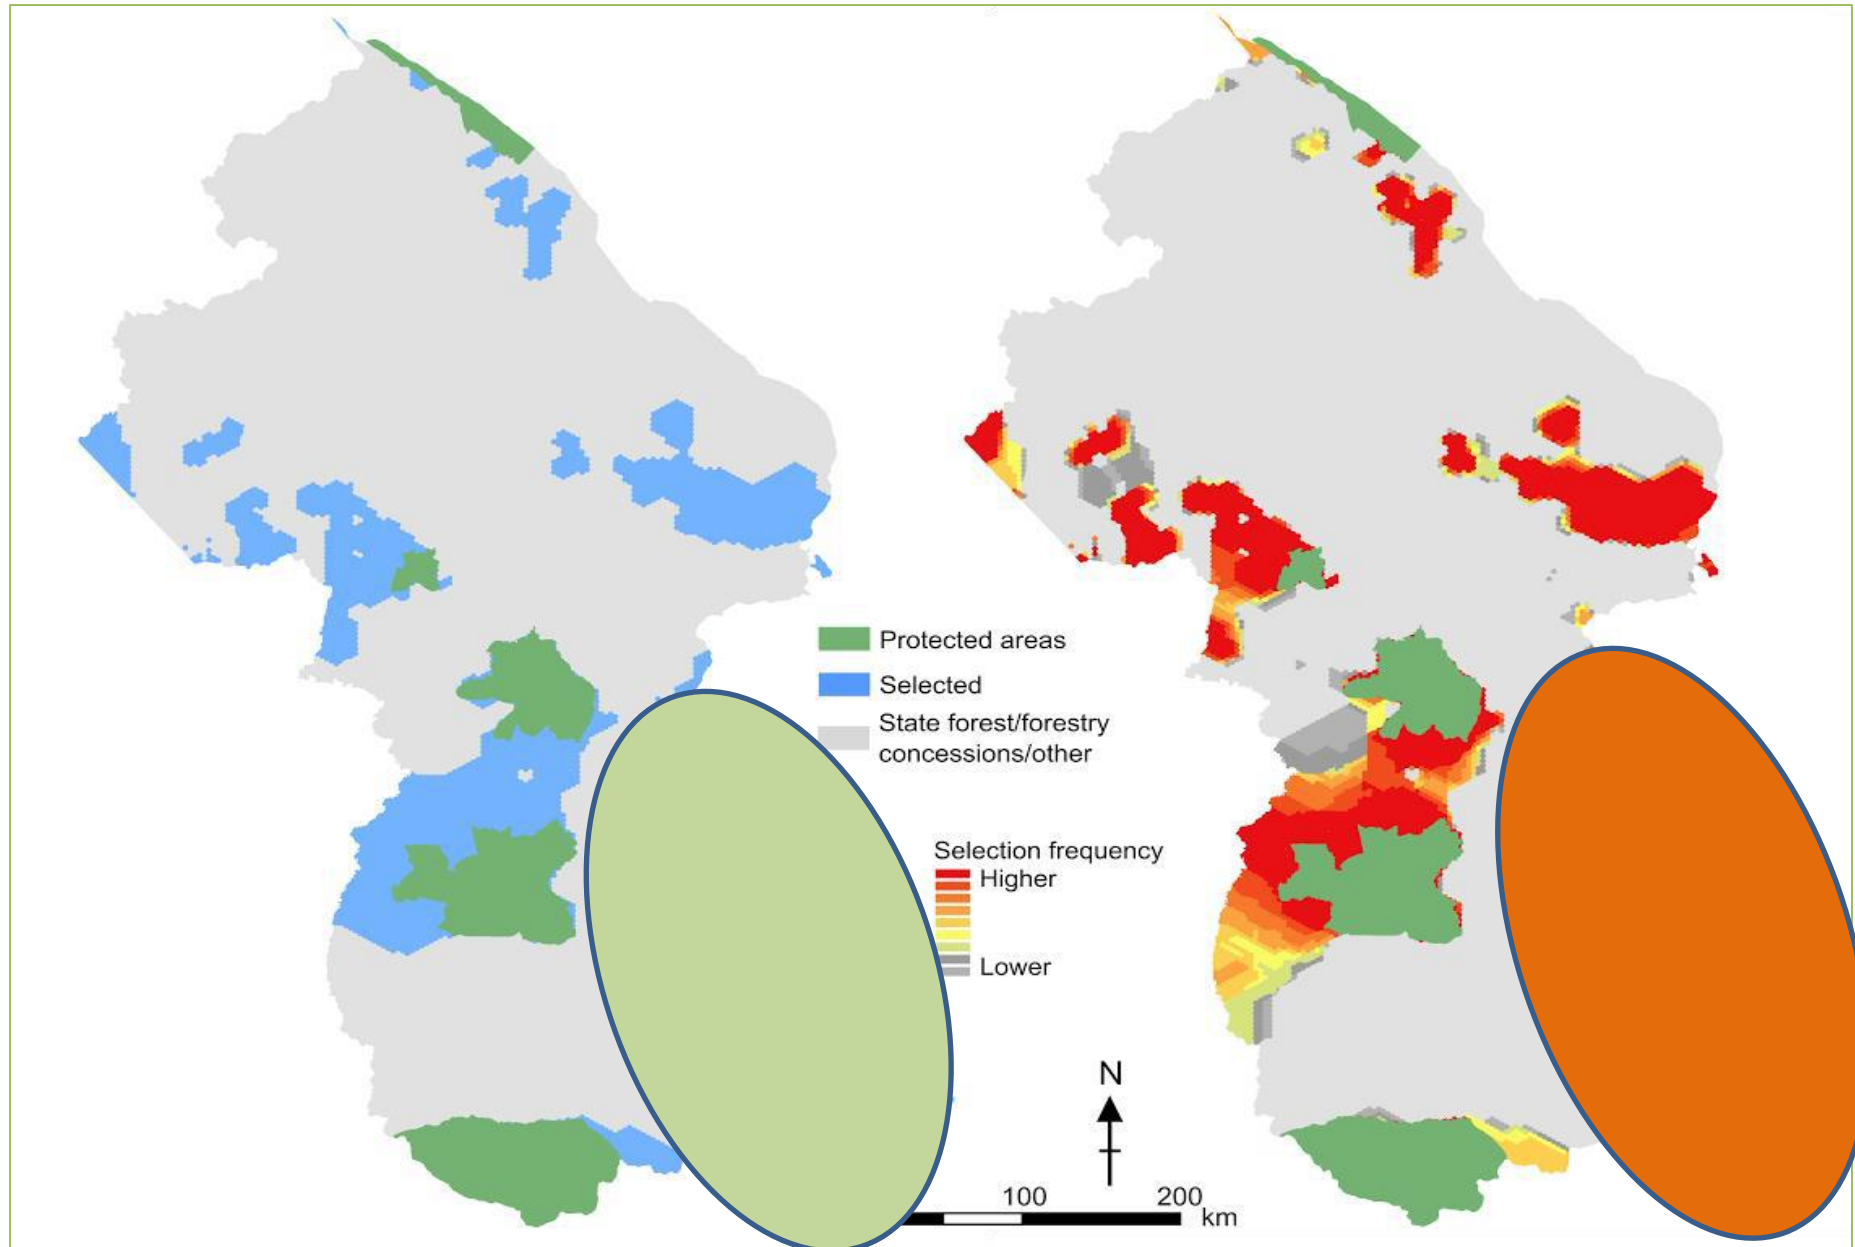 Protected areas
Selected
State forest/forestry
concessions/other
Selection frequency
Higher
Lower
N
100 200
km